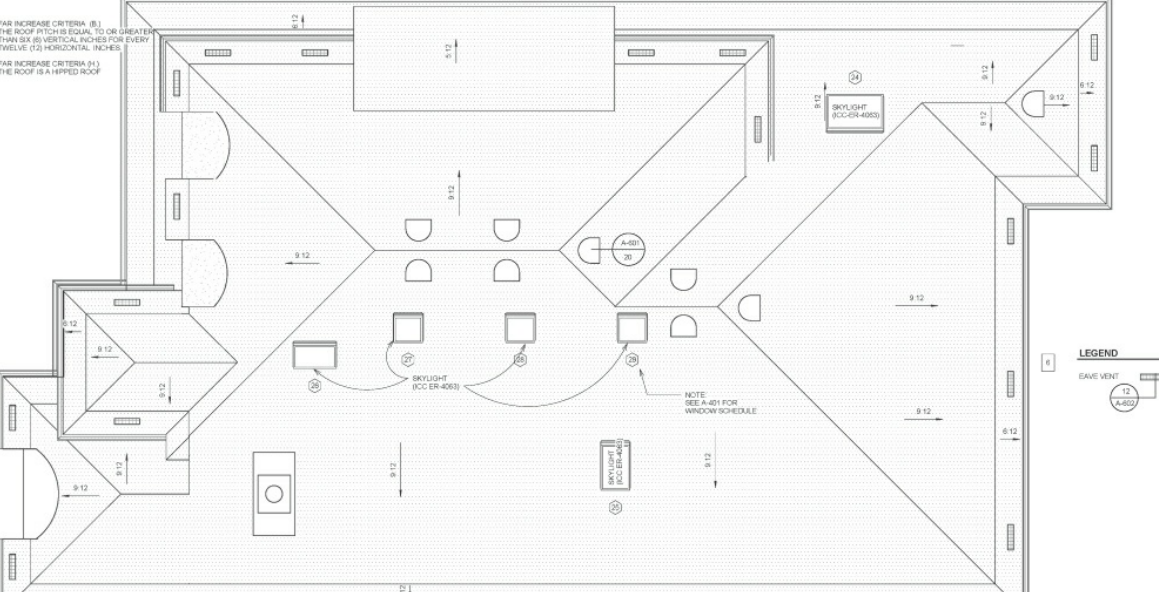 FAR INCREASE CRITERIA (B.)
THE ROOF PITCH IS EQUAL TO OR GREATER
THAN SIX (6) VERTICAL INCHES FOR EVERY
TWELVE (12) HORIZONTAL INCHES
FAR INCREASE CRITERIA (H.)
THE ROOF IS A HIPPED ROOF
6:12
5:12
24
SKYLIGHT
(ICC-ER-4063)
9:12
9:12
9:12
9:12
6:12
9:12
9:12
A-601
20
9:12
6:12
9:12
9:12
27
28
28
26
SKYLIGHT
(ICC ER-4063)
NOTE:
SEE A-401 FOR
WINDOW SCHEDULE
6
LEGEND
EAVE VENT
12
A-602
9:12
6:12
9:12
9:12
9:12
9:12
SKYLIGHT
(ICC ER-4063)
25
12